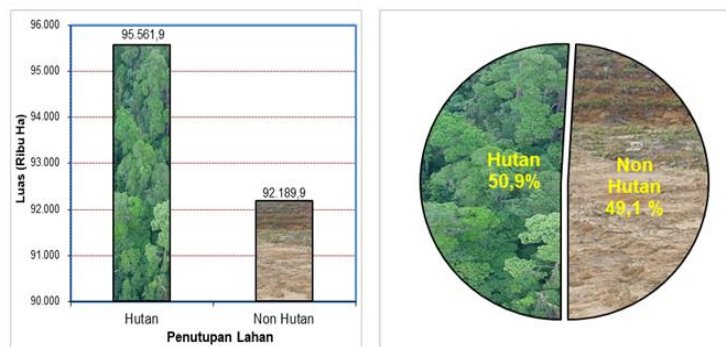 96.000
95.561,9
95.000
94.000
93.000
92.189,9
92.000
91.000
90.000
Luas (Ribu Ha)
Hutan
Non Hutan
Penutupan Lahan
Hutan
50,9%
Non
Hutan
49,1 %